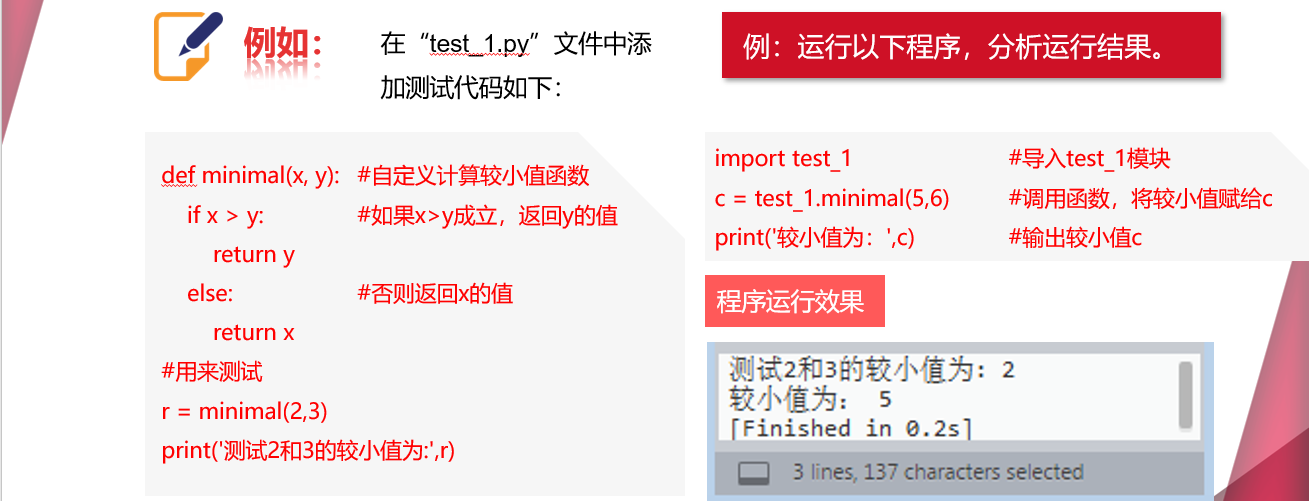 例如：
在“test_1.py”文件中添
加测试代码如下：
def minimal(x, y): #自定义计算较小值函数
if x > y: #如果x>y成立，返回y的值
return y
else: #否则返回x的值
return x
#用来测试
r = minimal(2,3)
print('测试2和3的较小值为:',r)
例：运行以下程序，分析运行结果。
import test_1 #导入test_1模块
c = test_1.minimal(5,6) #调用函数，将较小值赋给c
print('较小值为：',c) #输出较小值c
程序运行效果
测试2和3的较小值为: 2
较小值为： 5
[Finished in 0.2s]
3 lines, 137 characters selected